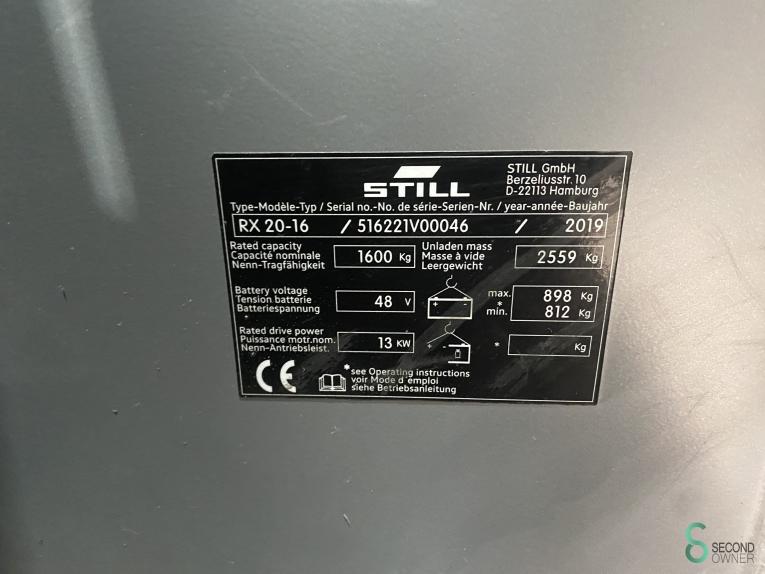 STILL
STILL GmbH
Berzeliusstr. 10
D-22113 Hamburg
Type-Modèle-Typ / Serial no.-No. de série-Serien-Nr. / year-année-Baujahr
RX 20-16 / 516221V00046 / 2019
Rated capacity
Capacité nominale
Nenn-Tragfähigkeit
1600 Kg
Unladen mass
Masse à vide
Leergewicht
2559 Kg
Battery voltage
Tension batterie
Batteriespannung
48 V
+ -
max. 898 Kg
*
min. 812 Kg
Rated drive power
Puissance motr.nom.
Nenn-Antriebsleist.
13 KW
+ -
* Kg
CE
*see Operating instructions
voir Mode d'emploi
siehe Betriebsanleitung
SECOND
OWNER